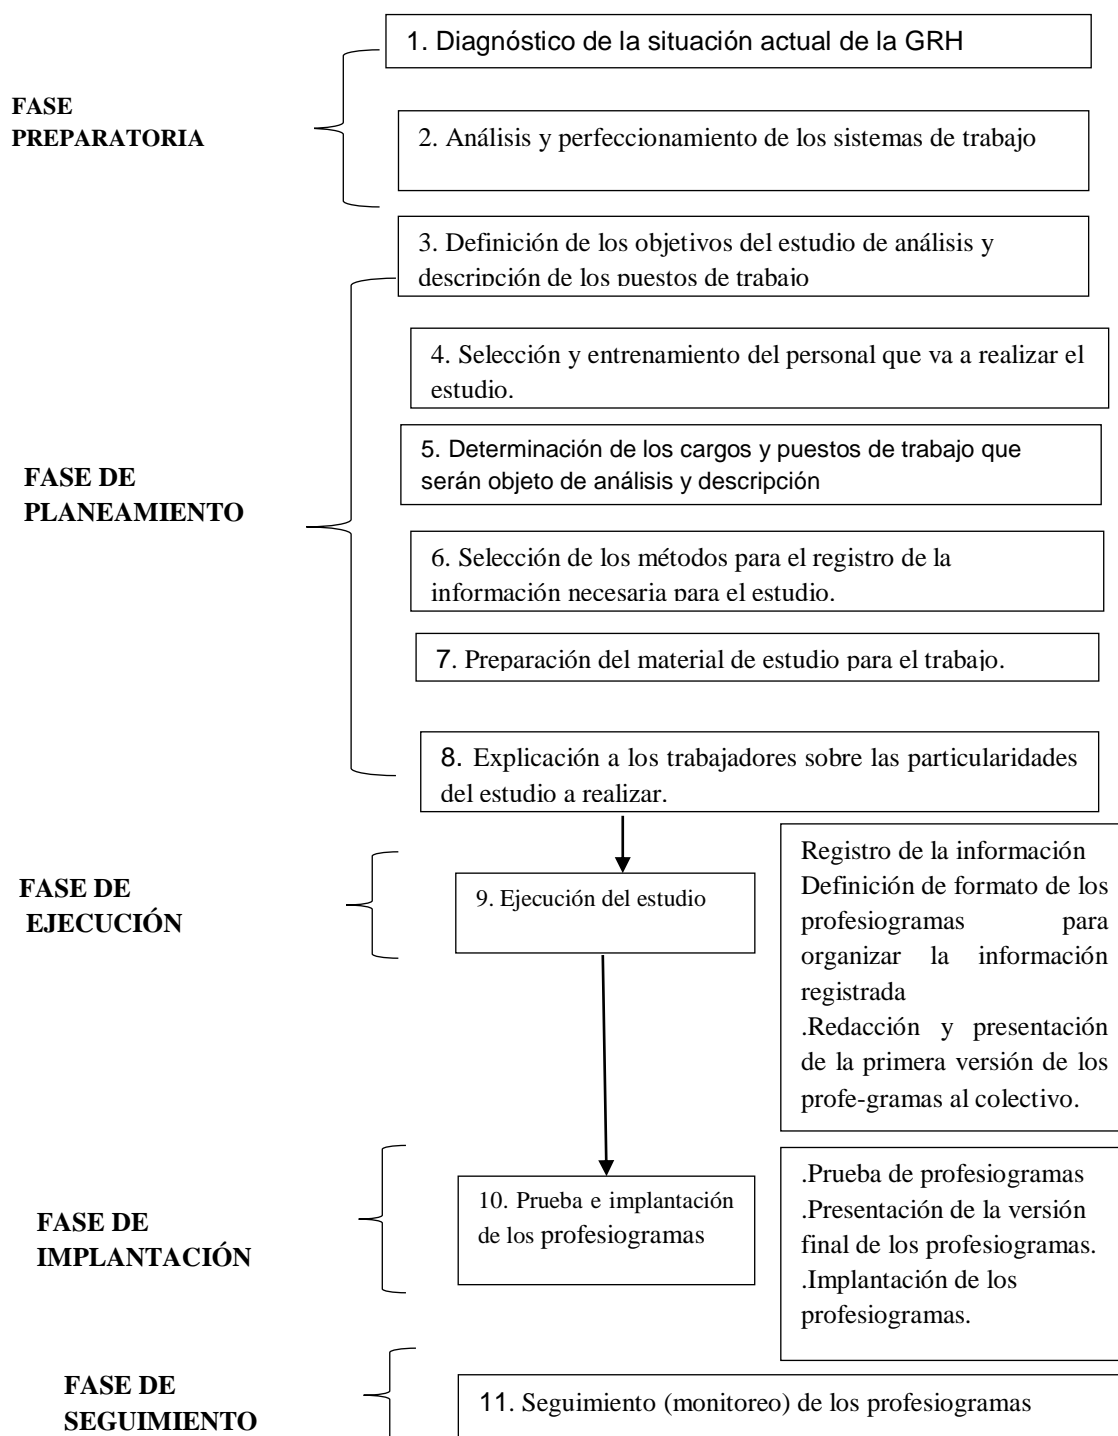 1. Diagnóstico de la situación actual de la GRH
FASE
PREPARATORIA
2. Análisis y perfeccionamiento de los sistemas de trabajo
3. Definición de los objetivos del estudio de análisis y
descripción de los puestos de trabajo
4. Selección y entrenamiento del personal que va a realizar el
estudio.
5. Determinación de los cargos y puestos de trabajo que
serán objeto de análisis y descripción
FASE DE
PLANEAMIENTO
6. Selección de los métodos para el registro de la
información necesaria para el estudio.
7. Preparación del material de estudio para el trabajo.
8. Explicación a los trabajadores sobre las particularidades
del estudio a realizar.
FASE DE
EJECUCIÓN
9. Ejecución del estudio
Registro de la información
Definición de formato de los
profesiogramas para
organizar la información
registrada
.Redacción y presentación
de la primera versión de los
profe-gramas al colectivo.
FASE DE
IMPLANTACIÓN
10. Prueba e implantación
de los profesiogramas
.Prueba de profesiogramas
.Presentación de la versión
final de los profesiogramas.
.Implantación de los
profesiogramas.
FASE DE
SEGUIMIENTO
11. Seguimiento (monitoreo) de los profesiogramas